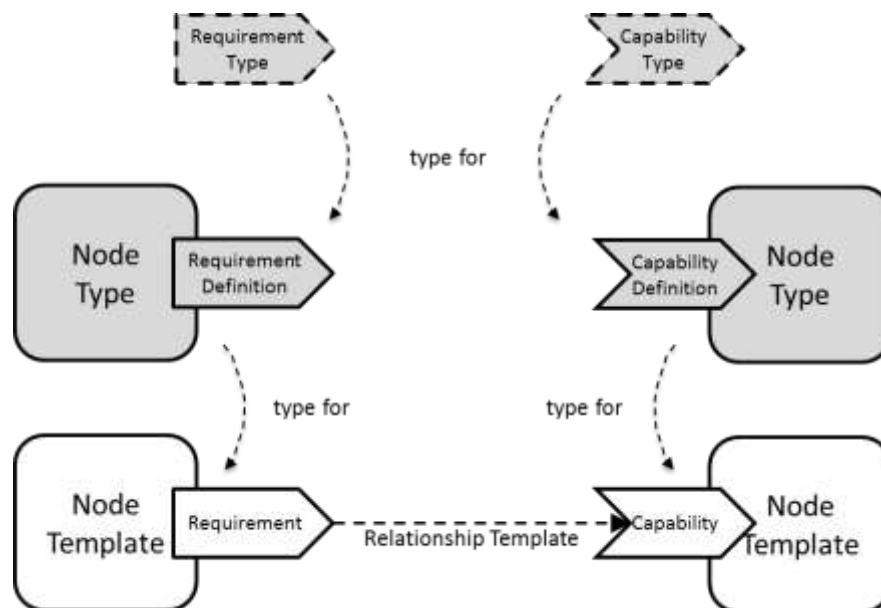 Requirement
Type
Capability
Type
type for
Node
Type
Requirement
Definition
Capability
Definition
Node
Type
type for
type for
Node
Template
Requirement
Relationship Template
Capability
Node
Template